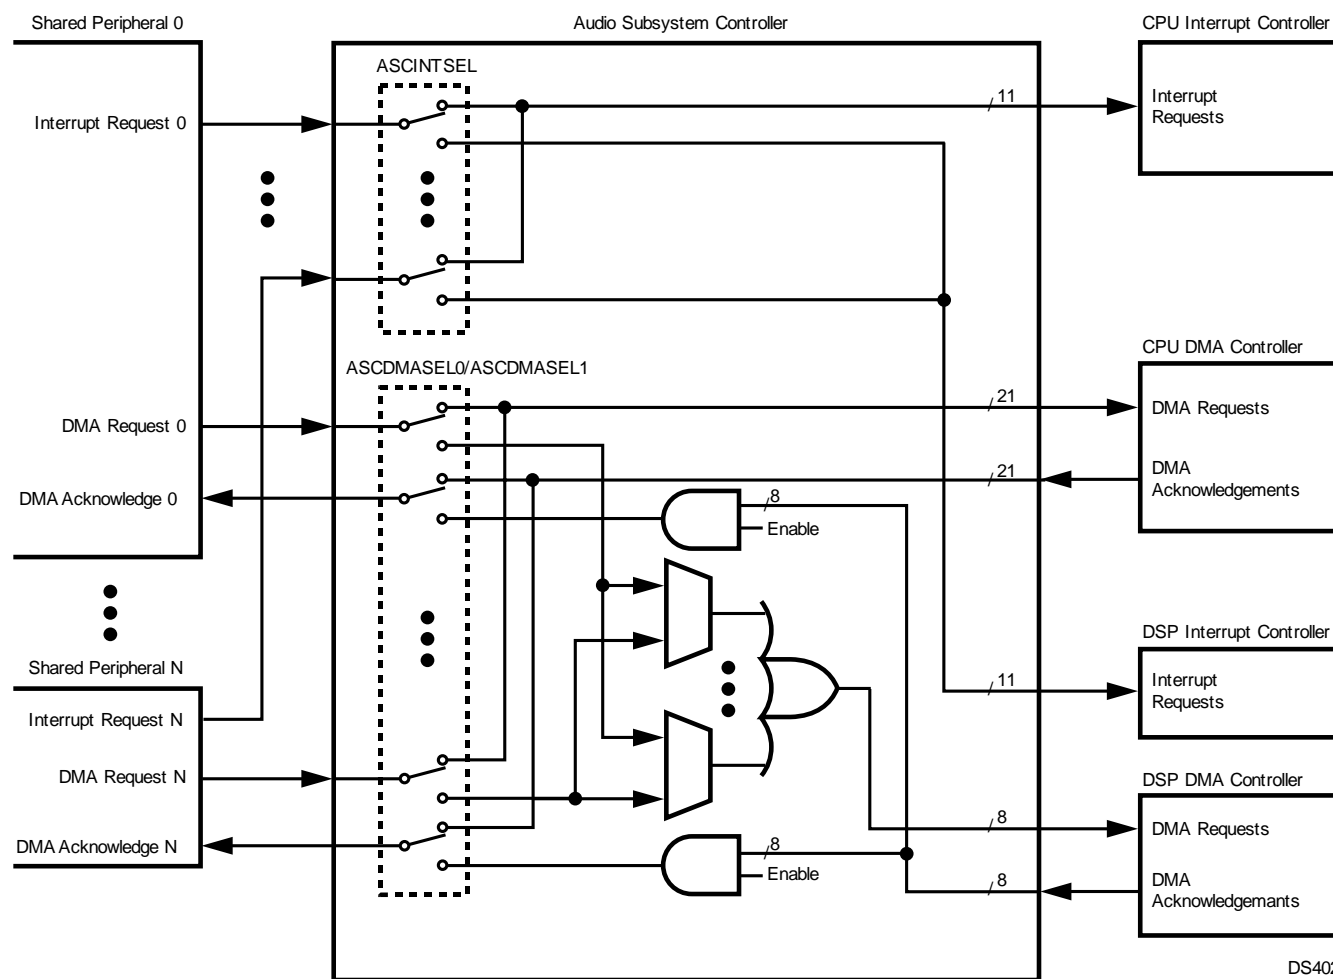 Shared Peripheral 0
Audio Subsystem Controller
CPU Interrupt Controller
ASCINTSEL
Interrupt Request 0
11
Interrupt
Requests
CPU DMA Controller
ASCDMASEL0/ASCDMASEL1
DMA Request 0
21
DMA Requests
DMA Acknowledge 0
21
DMA
Acknowledgements
8
Enable
DSP Interrupt Controller
Shared Peripheral N
11
Interrupt
Requests
Interrupt Request N
DMA Request N
DSP DMA Controller
8
DMA Requests
DMA Acknowledge N
8
Enable
8
DMA
Acknowledgemants
DS402